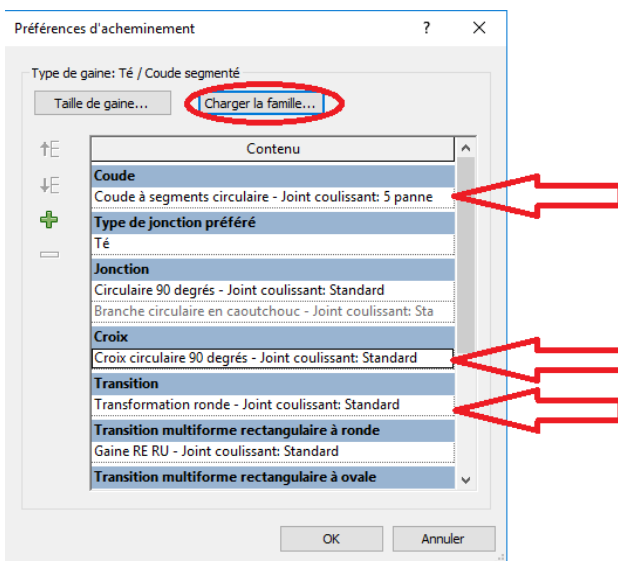 Préférences d'acheminement
?
Type de gaine: Té / Coude segmenté
Taille de gaine...
Charger la famille...
Contenu
Coude
Coude à segments circulaire - Joint coulissant: 5 panne
Type de jonction préféré
Té
Jonction
Circulaire 90 degrés - Joint coulissant: Standard
Branche circulaire en caoutchouc - Joint coulissant: Sta
Croix
Croix circulaire 90 degrés - Joint coulissant: Standard
Transition
Transformation ronde - Joint coulissant: Standard
Transition multiforme rectangulaire à ronde
Gaine RE RU - Joint coulissant: Standard
Transition multiforme rectangulaire à ovale
OK
Annuler